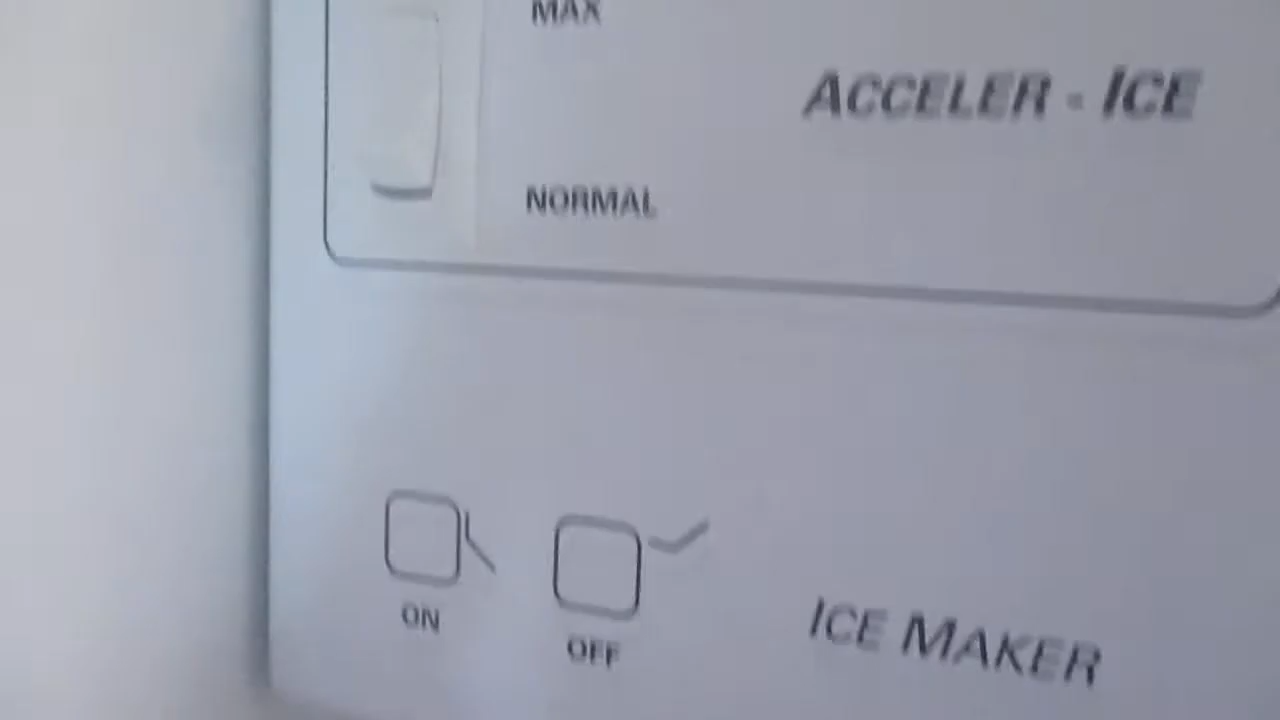 MAX
ACCELER - ICE
NORMAL
ON
OFF
ICE MAKER